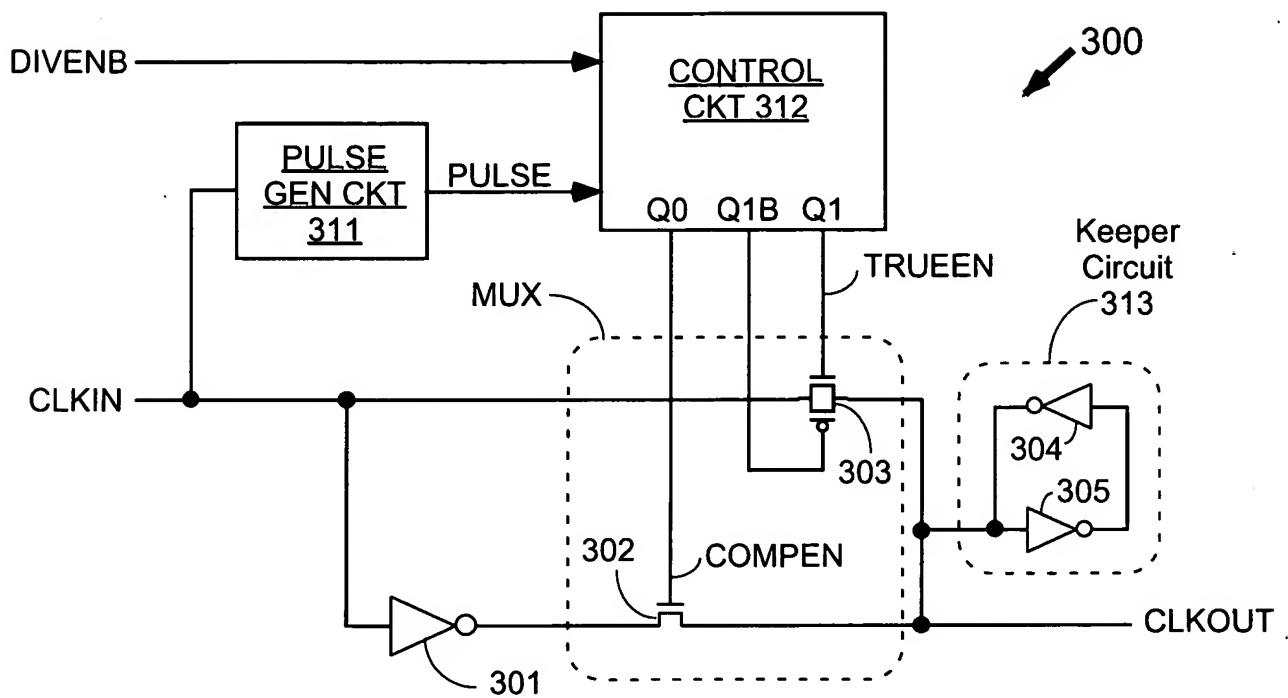 300
DIVENB
CONTROL
CKT 312
PULSE
GEN CKT
311
PULSE
Q0 Q1B Q1
TRUEEN
Keeper
Circuit
313
MUX
CLKIN
303
304
305
302
COMPEN
301
CLKOUT